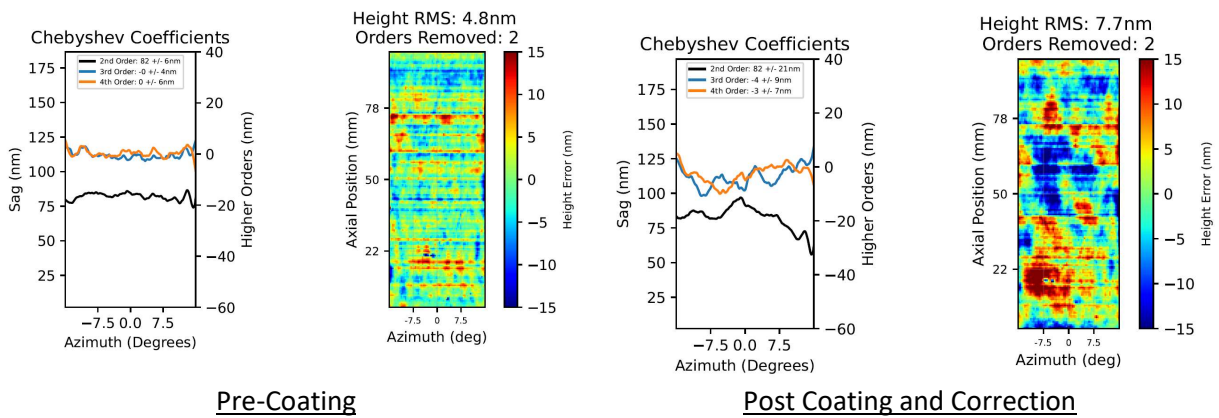 Chebyshev Coefficients
2nd Order: 82 +/- 6nm
3rd Order: -0 +/- 4nm
4th Order: 0 +/- 6nm
Sag (nm)
175
150
125
100
75
50
25
40
20
0
−20
−40
−60
Higher Orders (nm)
−7.5 0.0 7.5
Azimuth (Degrees)
Height RMS: 4.8nm
Orders Removed: 2
Axial Position (mm)
78
50
22
−7.5 0 7.5
Azimuth (deg)
15
10
5
0
−5
−10
−15
Height Error (nm)
Pre-Coating
Chebyshev Coefficients
2nd Order: 82 +/- 21nm
3rd Order: -4 +/- 9nm
4th Order: -3 +/- 7nm
Sag (nm)
175
150
125
100
75
50
25
40
20
0
−20
−40
−60
Higher Orders (nm)
−7.5 0.0 7.5
Azimuth (Degrees)
Height RMS: 7.7nm
Orders Removed: 2
Axial Position (mm)
78
50
22
−7.5 0 7.5
Azimuth (deg)
15
10
5
0
−5
−10
−15
Height Error (nm)
Post Coating and Correction